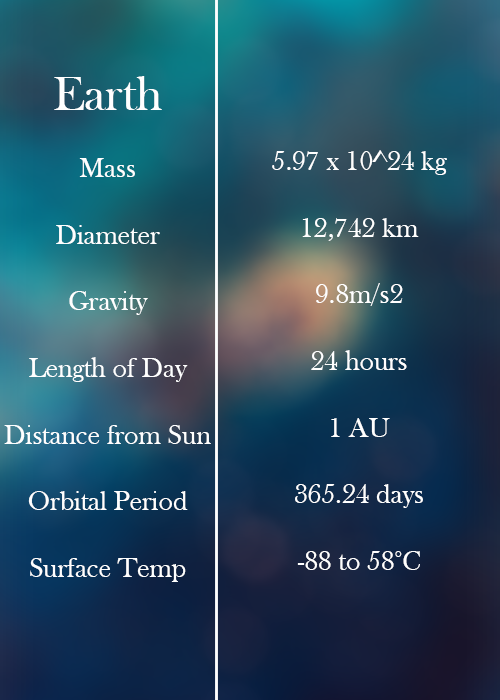 Earth
Mass 5.97 x 10^24 kg
Diameter 12,742 km
Gravity 9.8m/s2
Length of Day 24 hours
Distance from Sun 1 AU
Orbital Period 365.24 days
Surface Temp -88 to 58°C